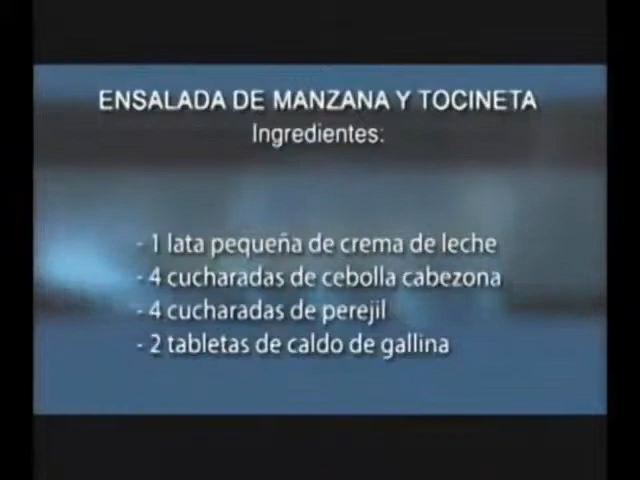 ENSALADA DE MANZANA Y TOCINETA
Ingredientes:
- 1 lata pequeña de crema de leche
- 4 cucharadas de cebolla cabezona
- 4 cucharadas de perejil
- 2 tabletas de caldo de gallina